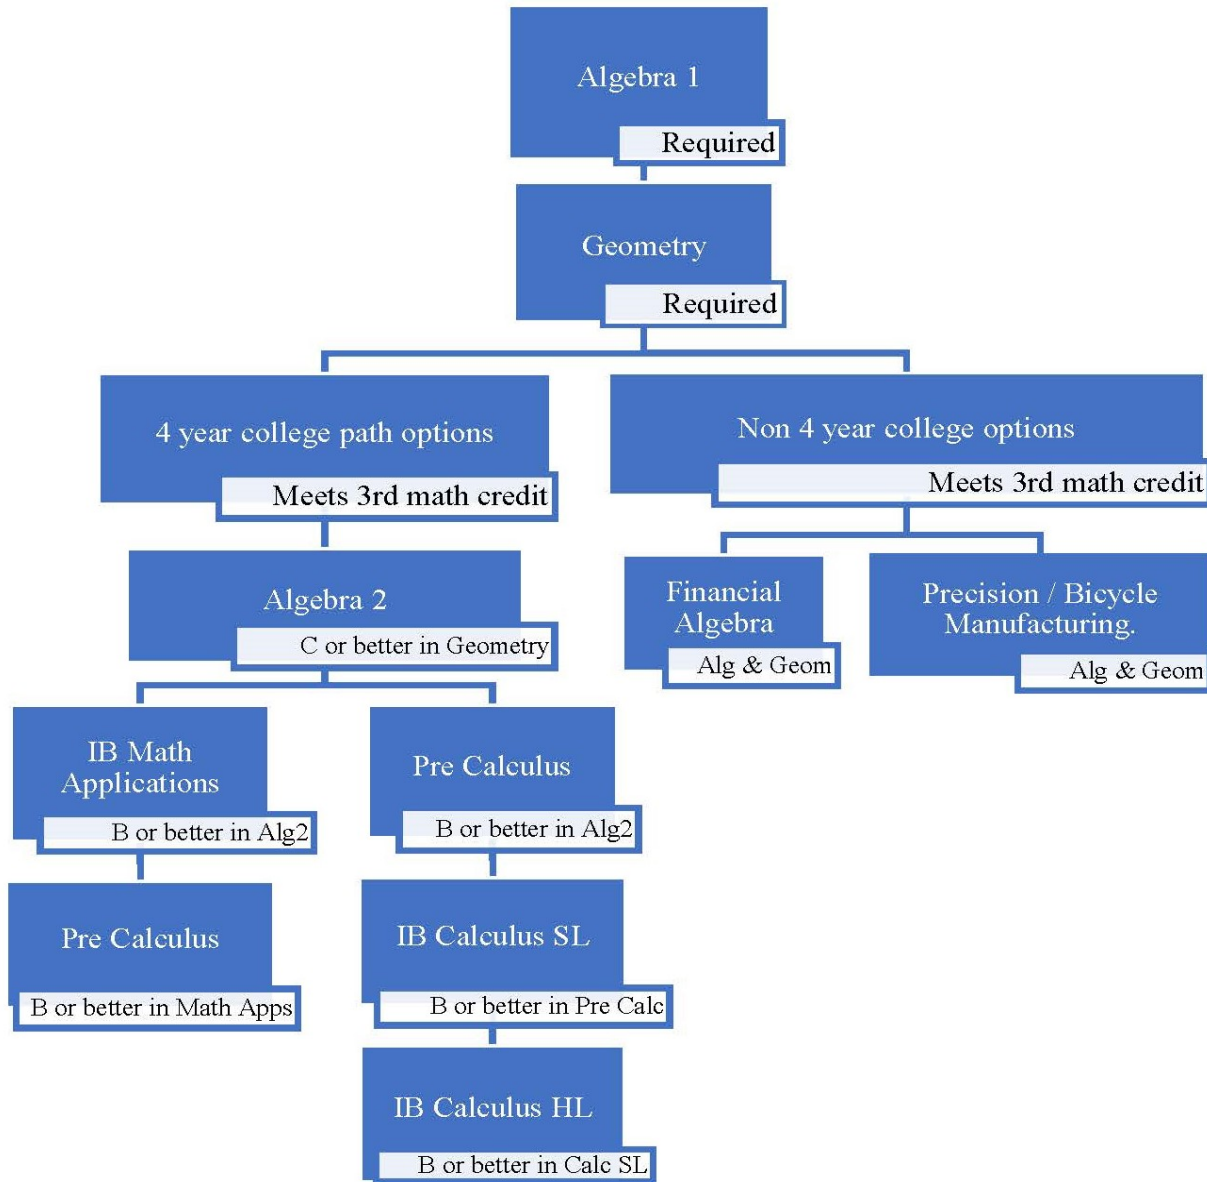 Algebra 1
Required
Geometry
Required
4 year college path options
Meets 3rd math credit
Non 4 year college options
Meets 3rd math credit
Algebra 2
C or better in Geometry
Financial
Algebra
Alg & Geom
Precision / Bicycle
Manufacturing.
Alg & Geom
IB Math
Applications
B or better in Alg2
Pre Calculus
B or better in Alg2
Pre Calculus
B or better in Math Apps
IB Calculus SL
B or better in Pre Calc
IB Calculus HL
B or better in Calc SL